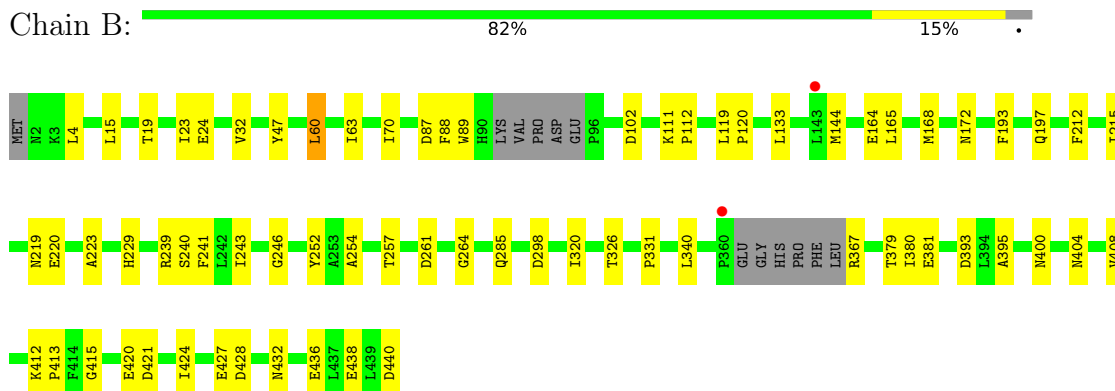 Chain B:
82% 15% •
MET N2 K3 L4 L15 T19 I23 E24 V32 Y47 L60 I63 I70 D87 F88 W89 H90 LYS VAL PRO ASP GLU P96 D102 K111 P112 L119 P120 L133 L143 M144 E164 L165 M168 N172 F193 Q197 F212
N219 E220 A223 H229 R239 S240 F241 L242 I243 G246 Y252 A253 A254 T257 D261 G264 Q285 D298 I320 T326 P331 L340 P360 GLU GLY HIS PRO PHE LEU R367 T379 I380 E381 D393 L394 A395 N400 N404
K412 P413 F414 G415 E420 D421 I424 E427 D428 N432 E436 L437 E438 L439 D440